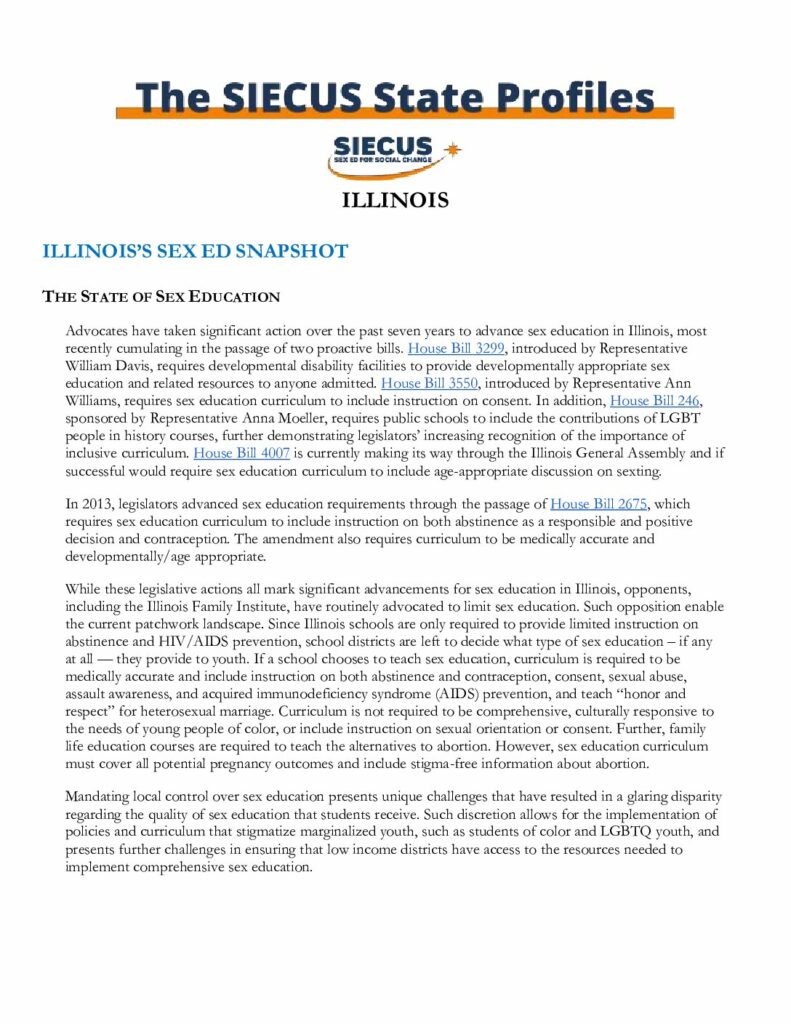 The SIECUS State Profiles
SIECUS
SEX ED FOR SOCIAL CHANGE
ILLINOIS
ILLINOIS'S SEX ED SNAPSHOT
THE STATE OF SEX EDUCATION
Advocates have taken significant action over the past seven years to advance sex education in Illinois, most
recently cumulating in the passage of two proactive bills. House Bill 3299, introduced by Representative
William Davis, requires developmental disability facilities to provide developmentally appropriate sex
education and related resources to anyone admitted. House Bill 3550, introduced by Representative Ann
Williams, requires sex education curriculum to include instruction on consent. In addition, House Bill 246,
sponsored by Representative Anna Moeller, requires public schools to include the contributions of LGBT
people in history courses, further demonstrating legislators' increasing recognition of the importance of
inclusive curriculum. House Bill 4007 is currently making its way through the Illinois General Assembly and if
successful would require sex education curriculum to include age-appropriate discussion on sexting.
In 2013, legislators advanced sex education requirements through the passage of House Bill 2675, which
requires sex education curriculum to include instruction on both abstinence as a responsible and positive
decision and contraception. The amendment also requires curriculum to be medically accurate and
developmentally/age appropriate.
While these legislative actions all mark significant advancements for sex education in Illinois, opponents,
including the Illinois Family Institute, have routinely advocated to limit sex education. Such opposition enable
the current patchwork landscape. Since Illinois schools are only required to provide limited instruction on
abstinence and HIV/AIDS prevention, school districts are left to decide what type of sex education – if any
at all — they provide to youth. If a school chooses to teach sex education, curriculum is required to be
medically accurate and include instruction on both abstinence and contraception, consent, sexual abuse,
assault awareness, and acquired immunodeficiency syndrome (AIDS) prevention, and teach "honor and
respect" for heterosexual marriage. Curriculum is not required to be comprehensive, culturally responsive to
the needs of young people of color, or include instruction on sexual orientation or consent. Further, family
life education courses are required to teach the alternatives to abortion. However, sex education curriculum
must cover all potential pregnancy outcomes and include stigma-free information about abortion.
Mandating local control over sex education presents unique challenges that have resulted in a glaring disparity
regarding the quality of sex education that students receive. Such discretion allows for the implementation of
policies and curriculum that stigmatize marginalized youth, such as students of color and LGBTQ youth, and
presents further challenges in ensuring that low income districts have access to the resources needed to
implement comprehensive sex education.